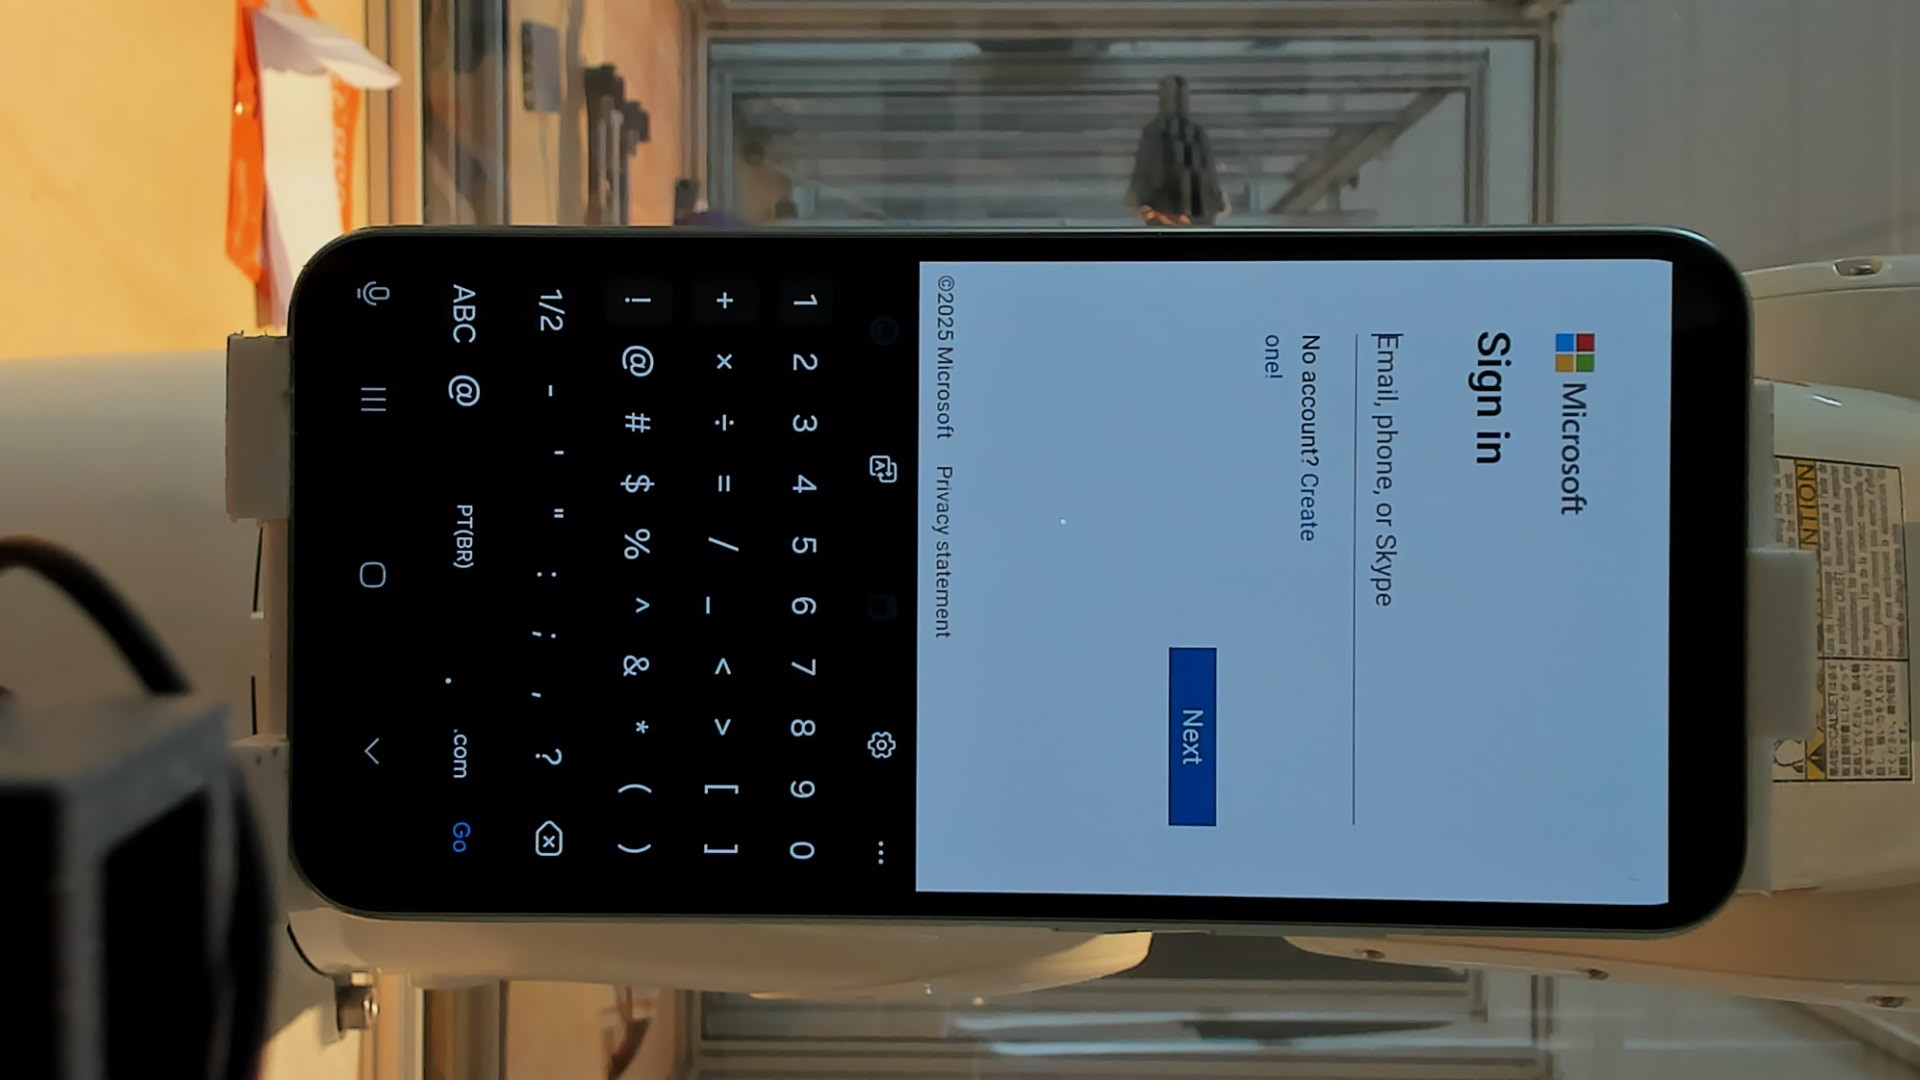 Microsoft
Sign in
Email, phone, or Skype
No account? Create
one!
Next
©2025 Microsoft Privacy statement
1 2 3 4 5 6 7 8 9 0
+ × ÷ = / _ < > [ ]
! @ # $ % ^ & * ( )
1/2 - ' " : ; , ?
ABC @ PT(BR) . .com Go